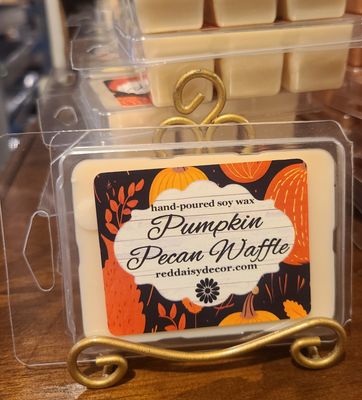 hand-poured soy wax
Pumpkin
Pecan Waffle
reddaisydecor.com